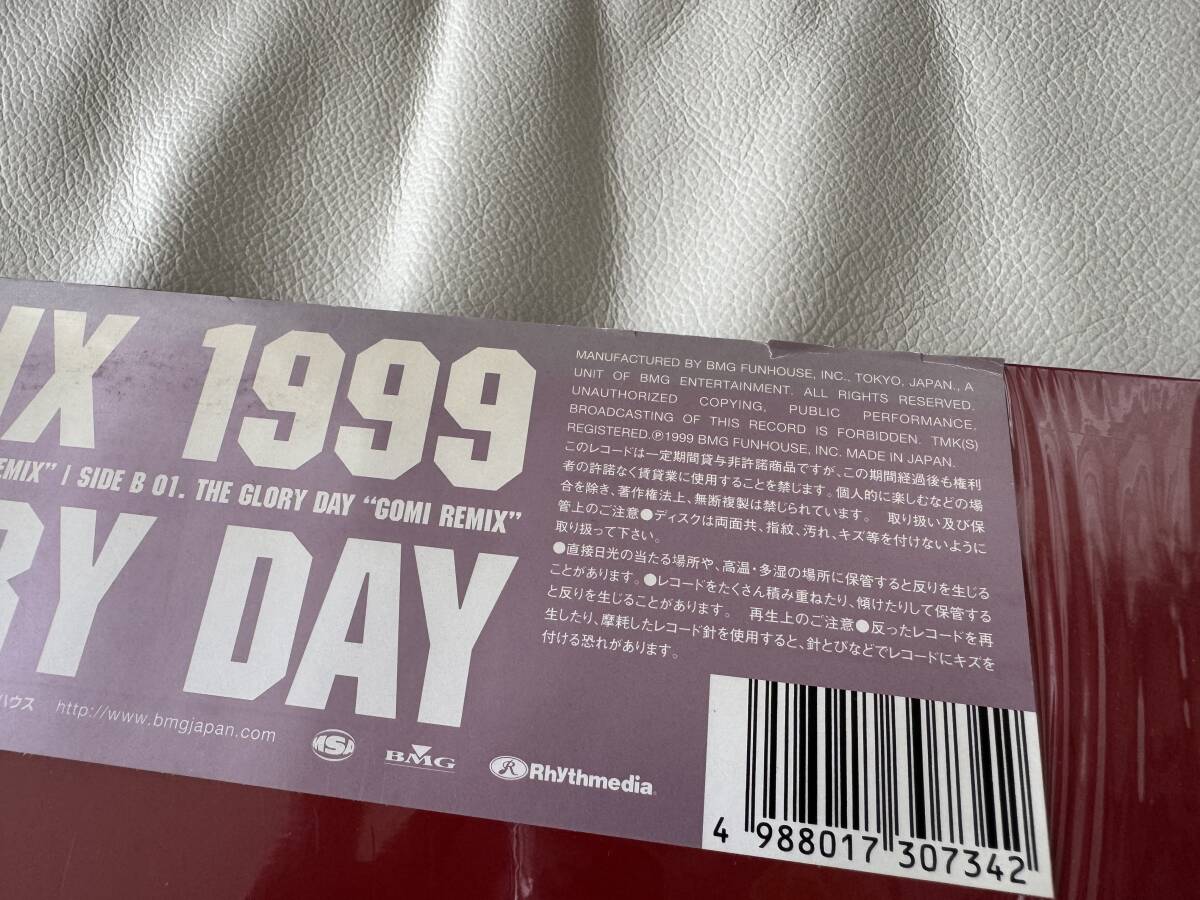 IX 1999
EMIX" | SIDE B 01. THE GLORY DAY "GOMI REMIX"
RY DAY
ハウス http://www.bmgjapan.com
BMG
R Rhythmedia
MANUFACTURED BY BMG FUNHOUSE, INC., TOKYO, JAPAN., A
UNIT OF BMG ENTERTAINMENT. ALL RIGHTS RESERVED.
UNAUTHORIZED COPYING, PUBLIC PERFORMANCE,
BROADCASTING OF THIS RECORD IS FORBIDDEN. TMK(S)
REGISTERED.Ⓟ1999 BMG FUNHOUSE, INC. MADE IN JAPAN.
このレコードは一定期間貸与非許諾商品ですが、この期間経過後も権利
者の許諾なく賃貸業に使用することを禁じます。個人的に楽しむなどの場
合を除き、著作権法上、無断複製は禁じられています。 取り扱い及び保
管上のご注意●ディスクは両面共、指紋、汚れ、キズ等を付けないように
取り扱って下さい。
●直接日光の当たる場所や、高温・多湿の場所に保管すると反りを生じる
ことがあります。●レコードをたくさん積み重ねたり、傾けたりして保管する
と反りを生じることがあります。 再生上のご注意●反ったレコードを再
生したり、摩耗したレコード針を使用すると、針とびなどでレコードにキズを
付ける恐れがあります。
4 988017 307342